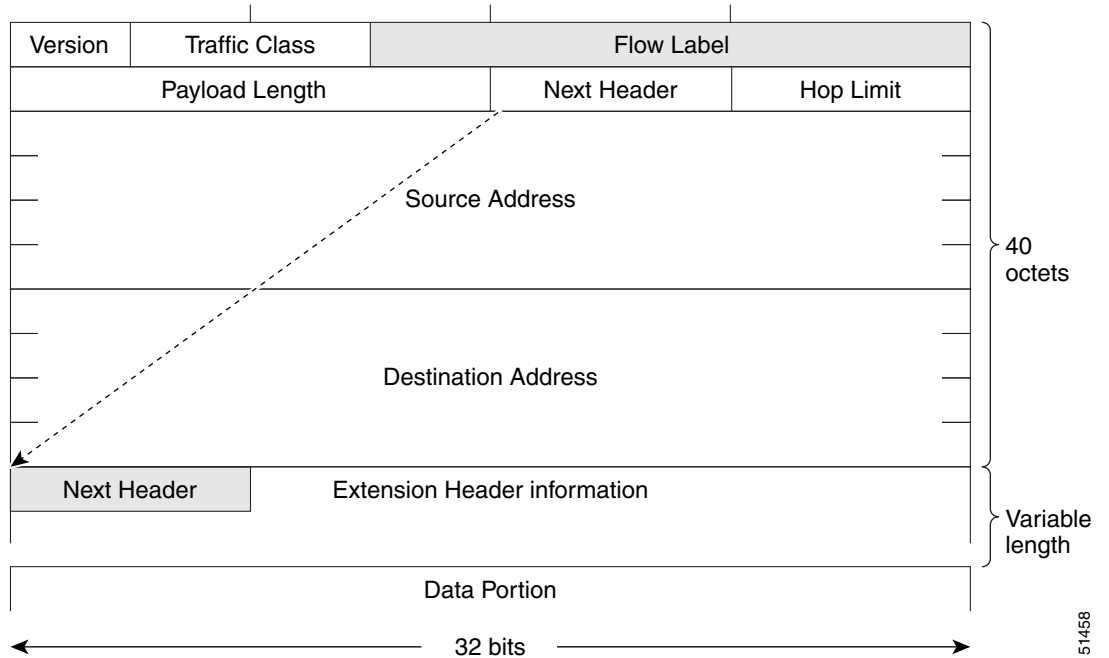 Version Traffic Class Flow Label
Payload Length Next Header Hop Limit
Source Address
40
octets
Destination Address
Next Header Extension Header information
Variable
length
Data Portion
32 bits
51458